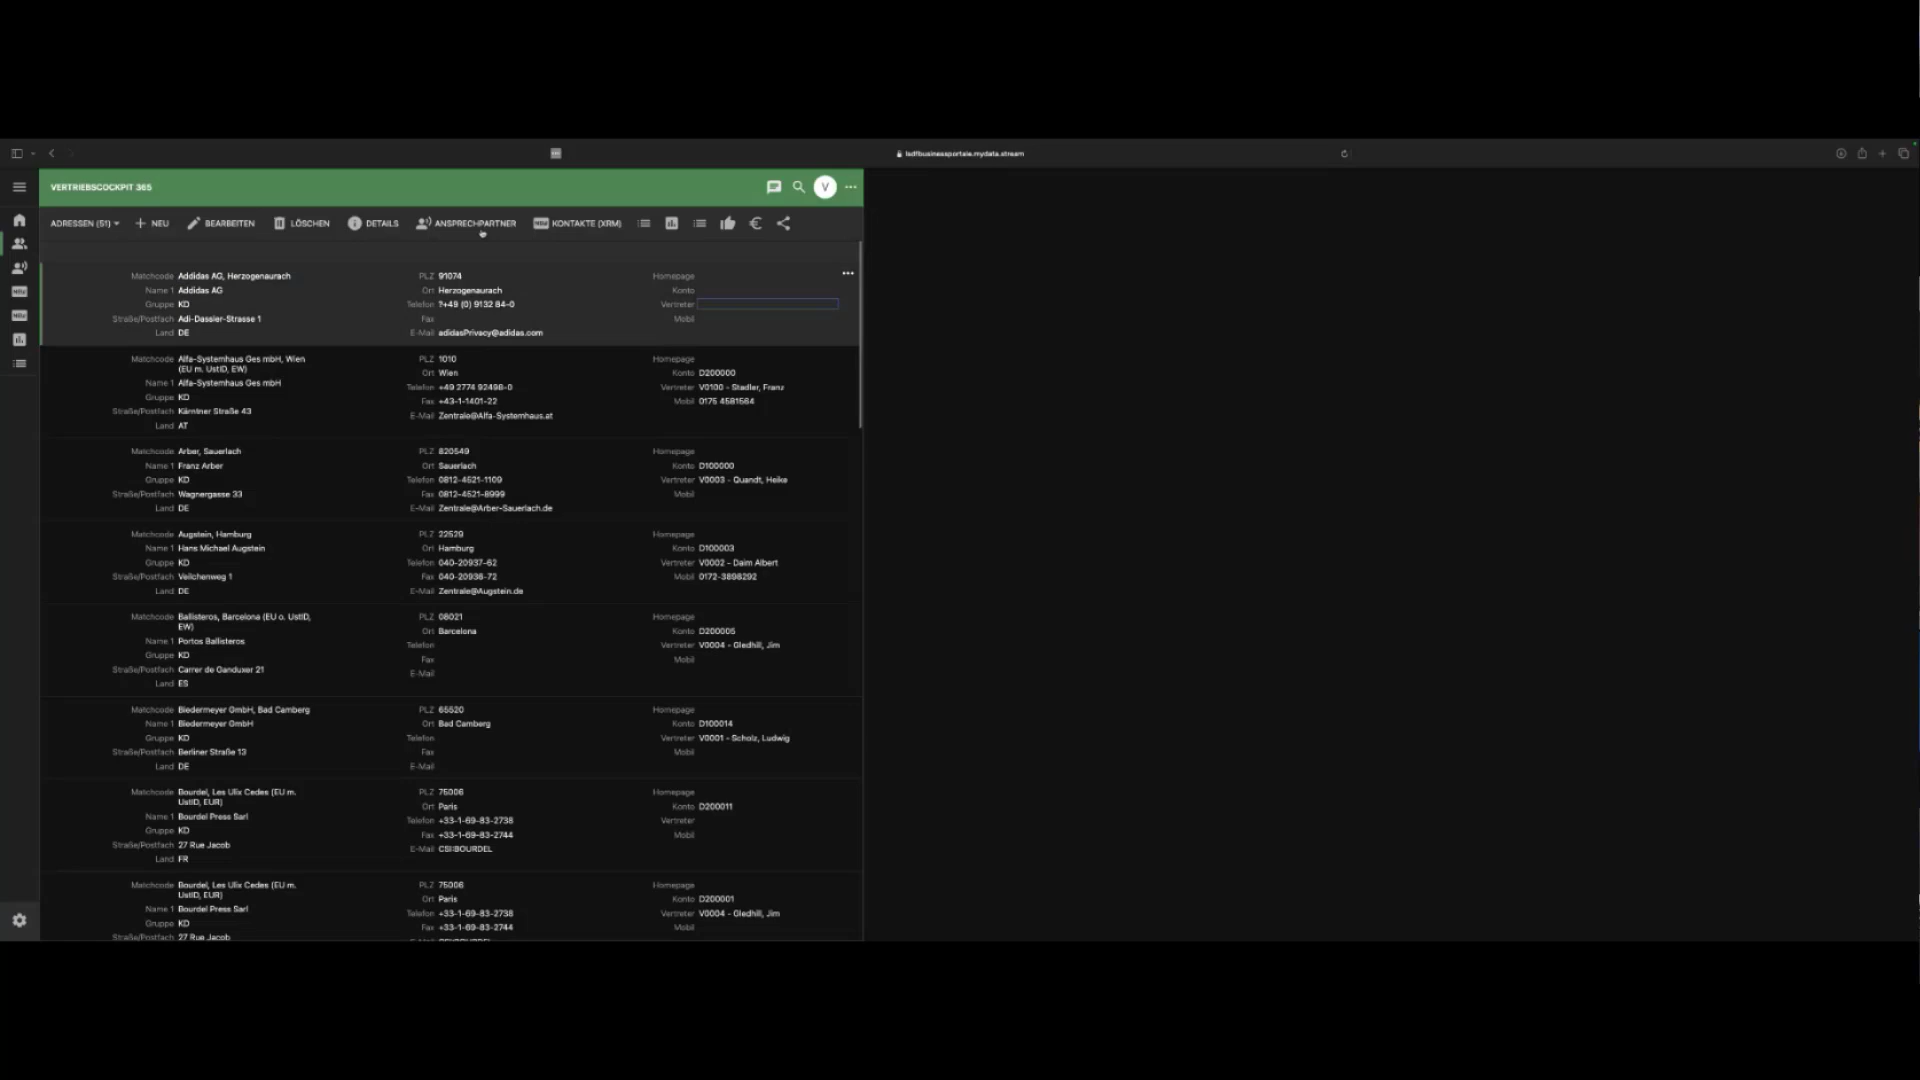 lsdfbusinessportale.mydata.stream
VERTRIEBSCOCKPIT 365
V
ADRESSEN (51)
NEU
BEARBEITEN
LÖSCHEN
DETAILS
ANSPRECHPARTNER
KONTAKTE (XRM)
Matchcode Addidas AG, Herzogenaurach
Name 1 Addidas AG
Gruppe KD
Straße/Postfach Adi-Dassler-Strasse 1
Land DE
PLZ 91074
Ort Herzogenaurach
Telefon ?+49 (0) 9132 84-0
Fax
E-Mail adidasPrivacy@adidas.com
Homepage
Konto
Vertreter
Mobil
Matchcode Alfa-Systemhaus Ges mbH, Wien
(EU m. UstID, EW)
Name 1 Alfa-Systemhaus Ges mbH
Gruppe KD
Straße/Postfach Kärntner Straße 43
Land AT
PLZ 1010
Ort Wien
Telefon +49 2774 92498-0
Fax +43-1-1401-22
E-Mail Zentrale@Alfa-Systemhaus.at
Homepage
Konto D200000
Vertreter V0100 - Stadler, Franz
Mobil 0175 4581564
Matchcode Arber, Sauerlach
Name 1 Franz Arber
Gruppe KD
Straße/Postfach Wagnergasse 33
Land DE
PLZ 820549
Ort Sauerlach
Telefon 0812-4521-1109
Fax 0812-4521-8999
E-Mail Zentrale@Arber-Sauerlach.de
Homepage
Konto D100000
Vertreter V0003 - Quandt, Heike
Mobil
Matchcode Augstein, Hamburg
Name 1 Hans Michael Augstein
Gruppe KD
Straße/Postfach Veilchenweg 1
Land DE
PLZ 22529
Ort Hamburg
Telefon 040-20937-62
Fax 040-20936-72
E-Mail Zentrale@Augstein.de
Homepage
Konto D100003
Vertreter V0002 - Daim Albert
Mobil 0172-3898292
Matchcode Ballisteros, Barcelona (EU o. UstID,
EW)
Name 1 Portos Ballisteros
Gruppe KD
Straße/Postfach Carrer de Ganduxer 21
Land ES
PLZ 08021
Ort Barcelona
Telefon
Fax
E-Mail
Homepage
Konto D200005
Vertreter V0004 - Gledhill, Jim
Mobil
Matchcode Biedermeyer GmbH, Bad Camberg
Name 1 Biedermeyer GmbH
Gruppe KD
Straße/Postfach Berliner Straße 13
Land DE
PLZ 65520
Ort Bad Camberg
Telefon
Fax
E-Mail
Homepage
Konto D100014
Vertreter V0001 - Scholz, Ludwig
Mobil
Matchcode Bourdel, Les Ulix Cedes (EU m.
UstID, EUR)
Name 1 Bourdel Press Sarl
Gruppe KD
Straße/Postfach 27 Rue Jacob
Land FR
PLZ 75006
Ort Paris
Telefon +33-1-69-83-2738
Fax +33-1-69-83-2744
E-Mail CSI:BOURDEL
Homepage
Konto D200011
Vertreter
Mobil
Matchcode Bourdel, Les Ulix Cedes (EU m.
UstID, EUR)
Name 1 Bourdel Press Sarl
Gruppe KD
Straße/Postfach 27 Rue Jacob
PLZ 75006
Ort Paris
Telefon +33-1-69-83-2738
Fax +33-1-69-83-2744
Homepage
Konto D200001
Vertreter V0004 - Gledhill, Jim
Mobil